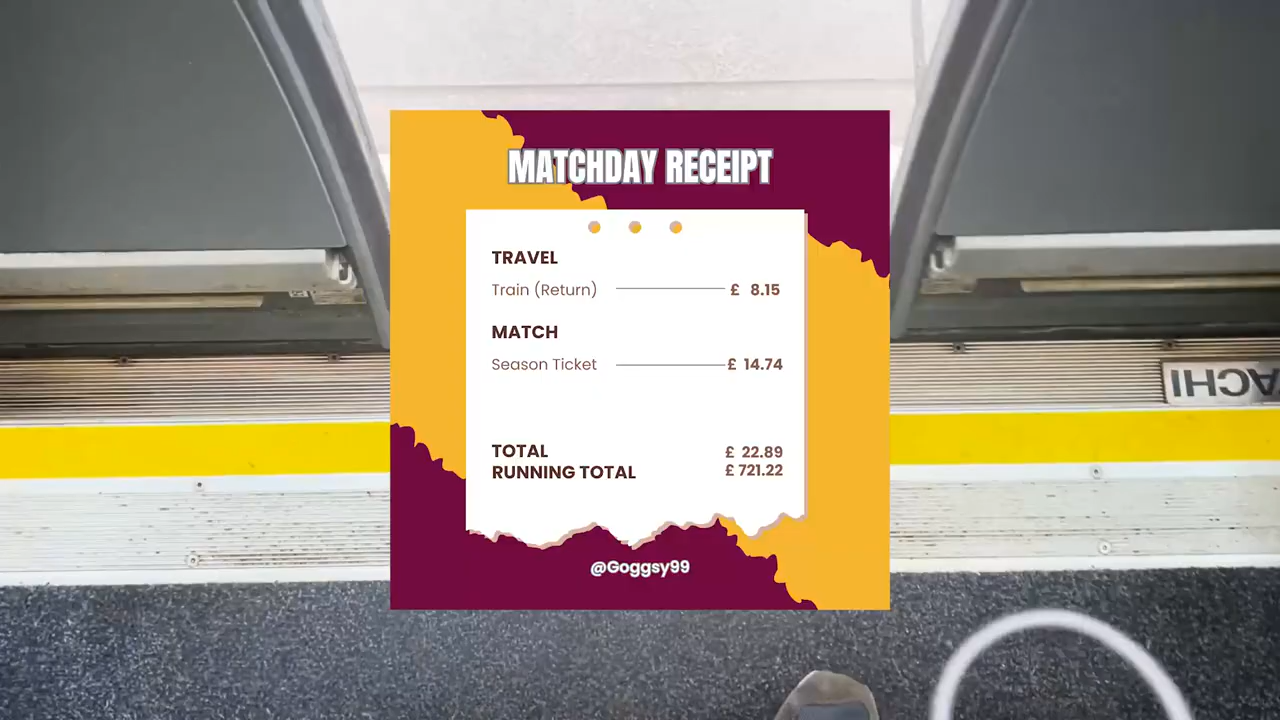 MATCHDAY RECEIPT
TRAVEL
Train (Return) £ 8.15
MATCH
Season Ticket £ 14.74
TOTAL £ 22.89
RUNNING TOTAL £ 721.22
@Goggsy99
HITACHI